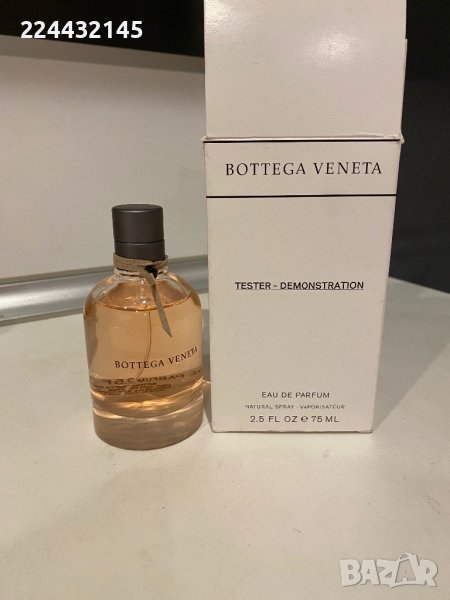 224432145
BOTTEGA VENETA
TESTER - DEMONSTRATION
EAU DE PARFUM
NATURAL SPRAY - VAPORISATEUR
2.5 FL OZ e 75 ML
BOTTEGA VENETA
BAZAR